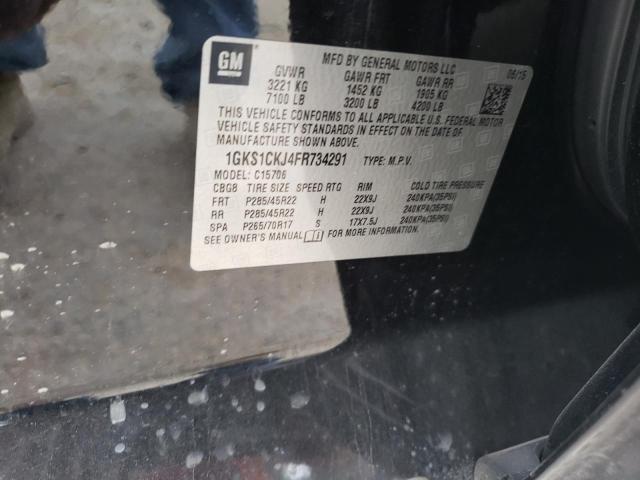 GM
MFD BY GENERAL MOTORS LLC 06/15
GVWR GAWR FRT GAWR RR
3221 KG 1452 KG 1905 KG
7100 LB 3200 LB 4200 LB
THIS VEHICLE CONFORMS TO ALL APPLICABLE U.S. FEDERAL MOTOR
VEHICLE SAFETY STANDARDS IN EFFECT ON THE DATE OF
MANUFACTURE SHOWN ABOVE.
1GKS1CKJ4FR734291 TYPE: M.P.V.
MODEL: C15706
CBG8 TIRE SIZE SPEED RTG RIM COLD TIRE PRESSURE
FRT P285/45R22 H 22X9J 240KPA(35PSI)
RR P285/45R22 H 22X9J 240KPA(35PSI)
SPA P265/70R17 S 17X7.5J 240KPA(35PSI)
SEE OWNER'S MANUAL FOR MORE INFORMATION.